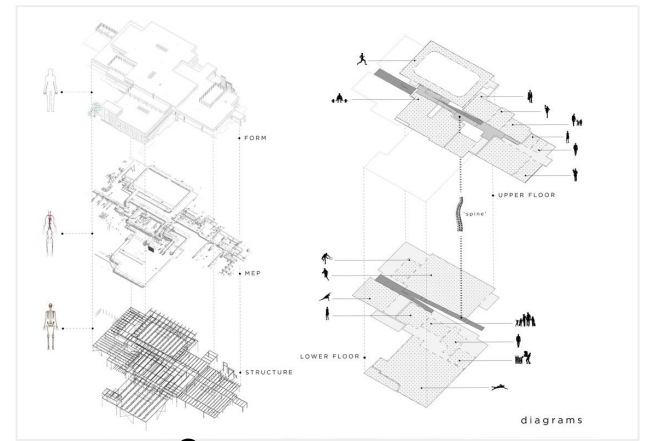 FORM
MEP
STRUCTURE
UPPER FLOOR
"spine"
LOWER FLOOR
diagrams